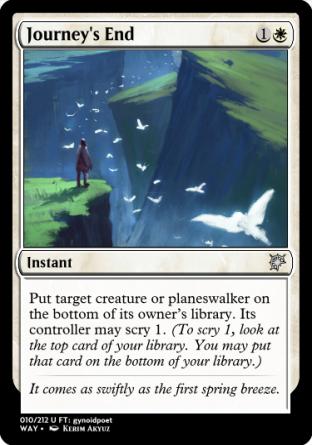 Journey's End 1
Instant
Put target creature or planeswalker on
the bottom of its owner's library. Its
controller may scry 1. (To scry 1, look at
the top card of your library. You may put
that card on the bottom of your library.)
It comes as swiftly as the first spring breeze.
010/212 U FT: gynoidpoet
WAY • Kerim Akyuz